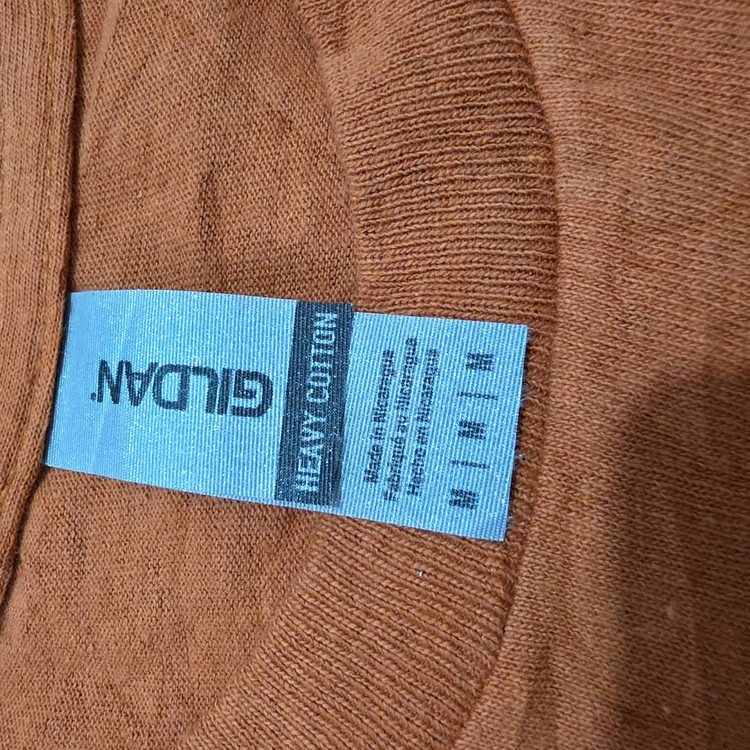 GILDAN®
HEAVY COTTON
Made in Nicaragua
Fabriqué au Nicaragua
Hecho en Nicaragua
M | M | M